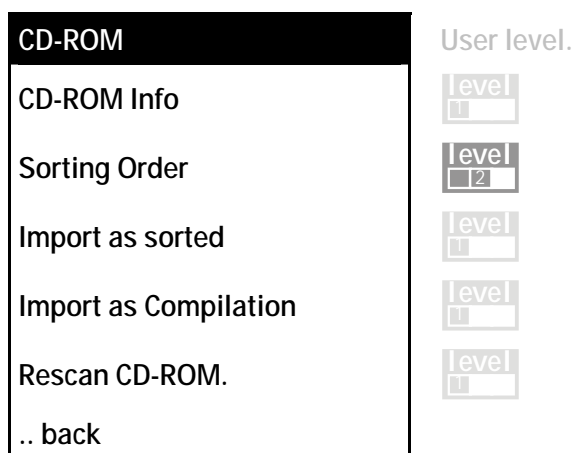 CD-ROM User level.
CD-ROM Info level 1
Sorting Order level 2
Import as sorted level 1
Import as Compilation level 1
Rescan CD-ROM. level 1
.. back